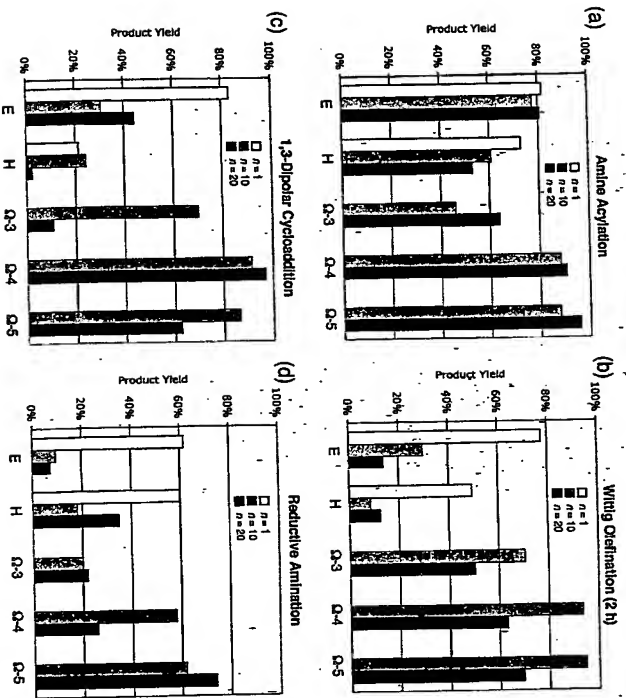 (a)
Amine Acylation
Product Yield
100%
80%
60%
40%
20%
0%
n=1
n=10
n=20
E H Ω-3 Ω-4 Ω-5
(b)
Wittig Olefination (2 h)
Product Yield
100%
80%
60%
40%
20%
0%
n=1
n=10
n=20
E H Ω-3 Ω-4 Ω-5
(c)
1,3-Dipolar Cycloaddition
Product Yield
100%
80%
60%
40%
20%
0%
n=1
n=10
n=20
E H Ω-3 Ω-4 Ω-5
(d)
Reductive Amination
Product Yield
100%
80%
60%
40%
20%
0%
n=1
n=10
n=20
E H Ω-3 Ω-4 Ω-5